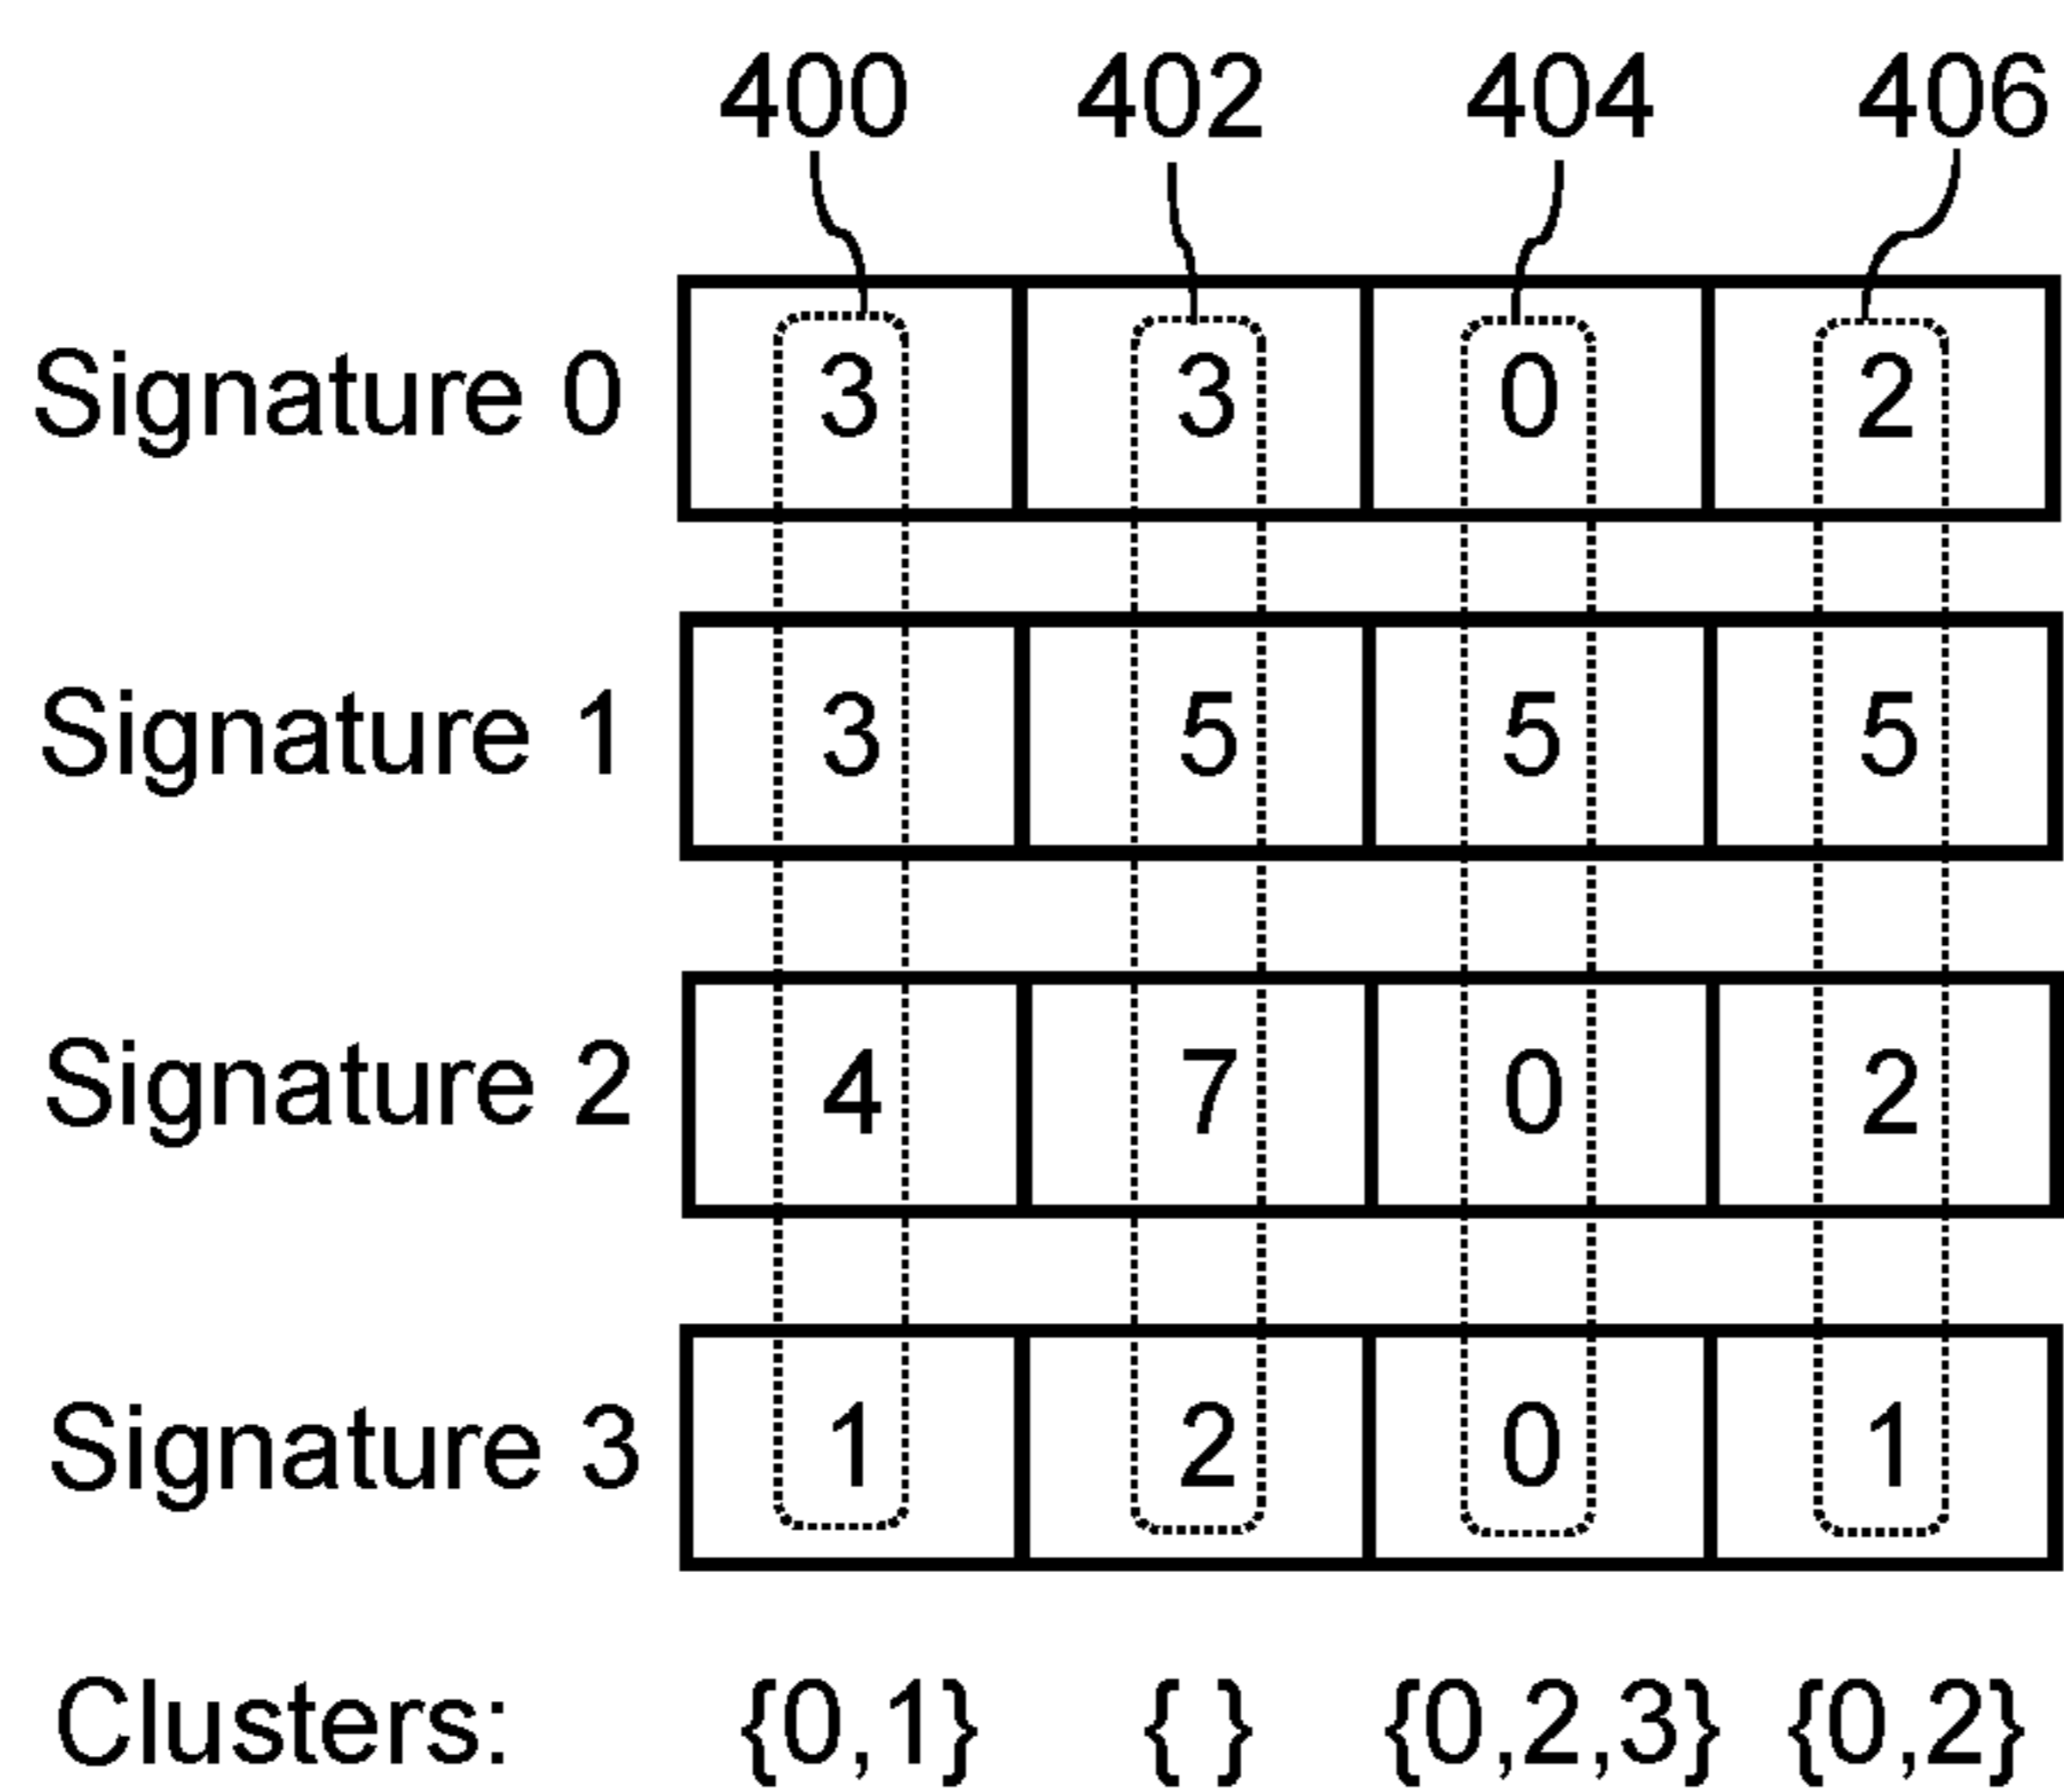 400 402 404 406
Signature 0 3 3 0 2
Signature 1 3 5 5 5
Signature 2 4 7 0 2
Signature 3 1 2 0 1
Clusters: {0,1} { } {0,2,3} {0,2}